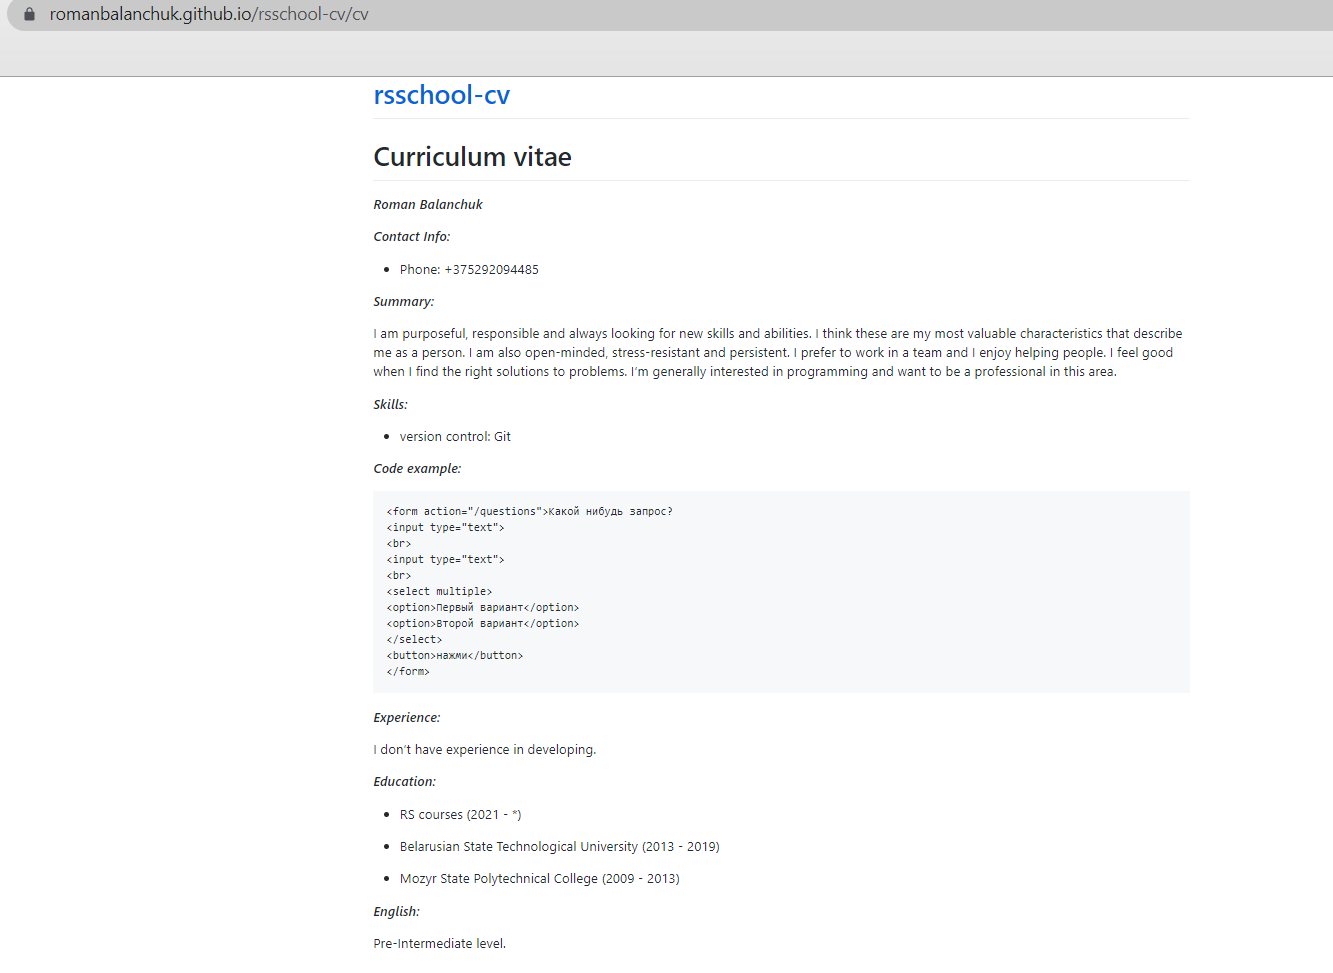 romanbalanchuk.github.io/rsschool-cv/cv
rsschool-cv
Curriculum vitae
Roman Balanchuk
Contact Info:
• Phone: +375292094485
Summary:
I am purposeful, responsible and always looking for new skills and abilities. I think these are my most valuable characteristics that describe
me as a person. I am also open-minded, stress-resistant and persistent. I prefer to work in a team and I enjoy helping people. I feel good
when I find the right solutions to problems. I’m generally interested in programming and want to be a professional in this area.
Skills:
• version control: Git
Code example:
<form action="/questions">Какой нибудь запрос?
<input type="text">
<br>
<input type="text">
<br>
<select multiple>
<option>Первый вариант</option>
<option>Второй вариант</option>
</select>
<button>нажми</button>
</form>
Experience:
I don’t have experience in developing.
Education:
• RS courses (2021 - *)
• Belarusian State Technological University (2013 - 2019)
• Mozyr State Polytechnical College (2009 - 2013)
English:
Pre-Intermediate level.